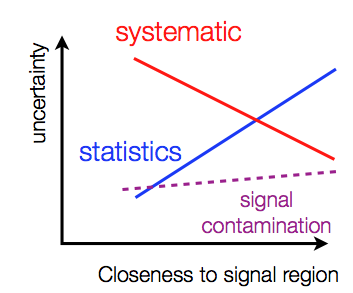 systematic
uncertainty
statistics
signal
contamination
Closeness to signal region